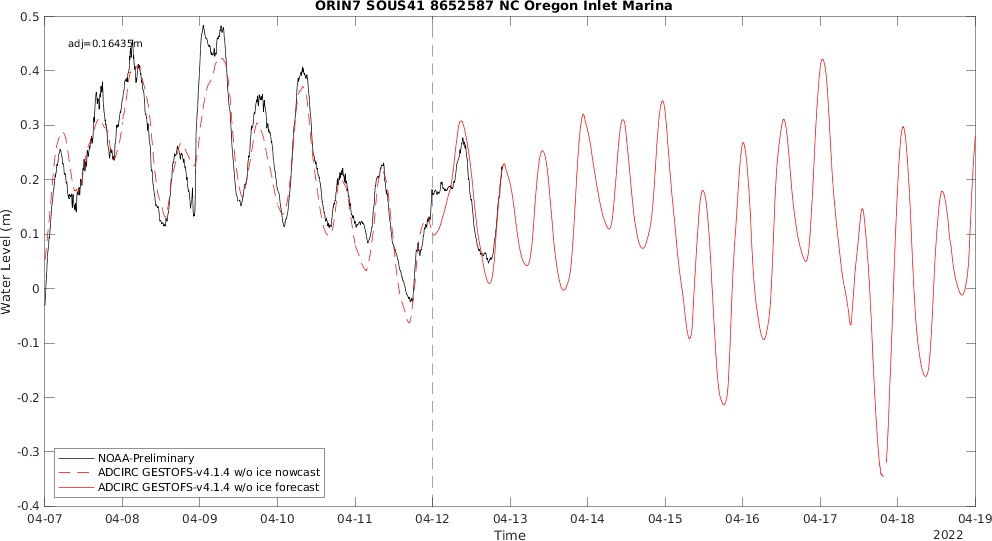 ORIN7 SOUS41 8652587 NC Oregon Inlet Marina
adj=0.16435m
Water Level (m)
0.5
0.4
0.3
0.2
0.1
0
-0.1
-0.2
-0.3
-0.4
NOAA-Preliminary
ADCIRC GESTOFS-v4.1.4 w/o ice nowcast
ADCIRC GESTOFS-v4.1.4 w/o ice forecast
04-07 04-08 04-09 04-10 04-11 04-12 04-13 04-14 04-15 04-16 04-17 04-18 04-19
Time
2022